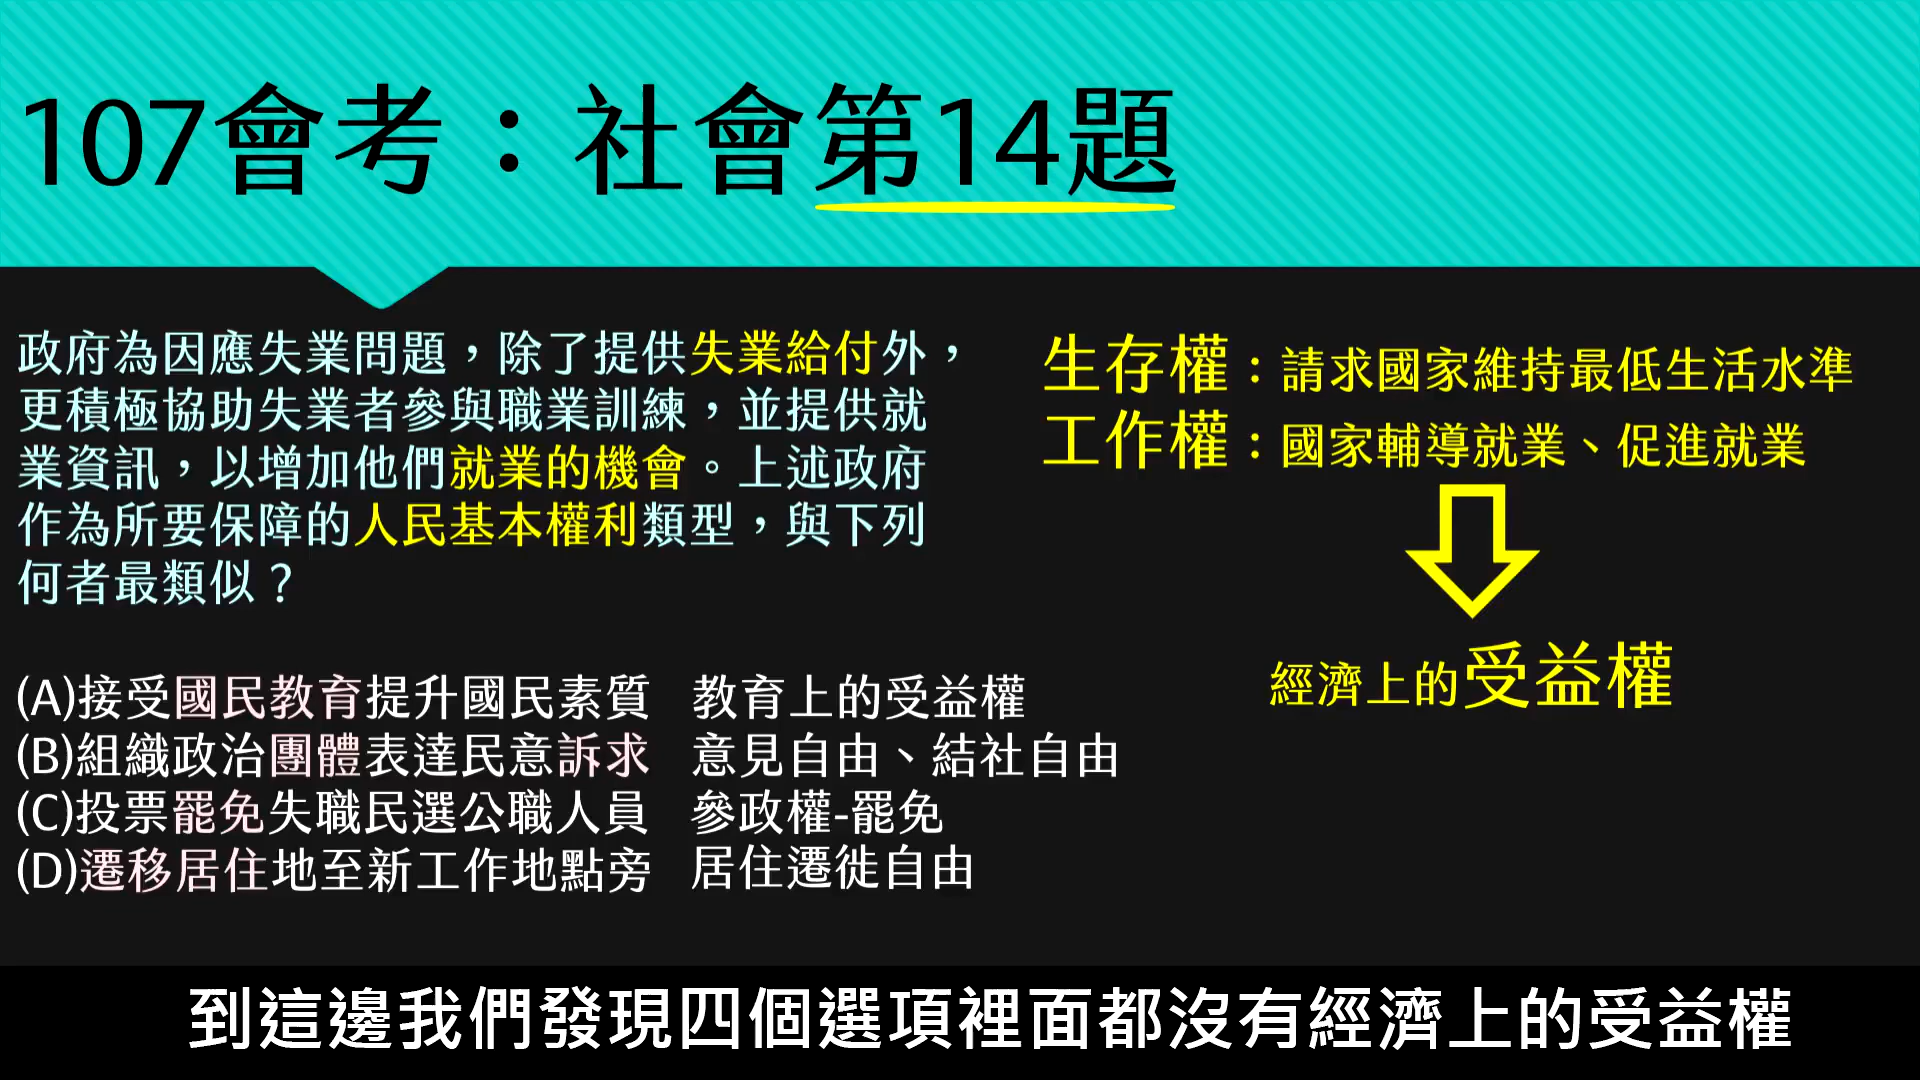 107會考：社會第14題
政府為因應失業問題，除了提供失業給付外，
更積極協助失業者參與職業訓練，並提供就
業資訊，以增加他們就業的機會。上述政府
作為所要保障的人民基本權利類型，與下列
何者最類似？
(A)接受國民教育提升國民素質 教育上的受益權
(B)組織政治團體表達民意訴求 意見自由、結社自由
(C)投票罷免失職民選公職人員 參政權-罷免
(D)遷移居住地至新工作地點旁 居住遷徙自由
生存權：請求國家維持最低生活水準
工作權：國家輔導就業、促進就業
經濟上的受益權
到這邊我們發現四個選項裡面都沒有經濟上的受益權